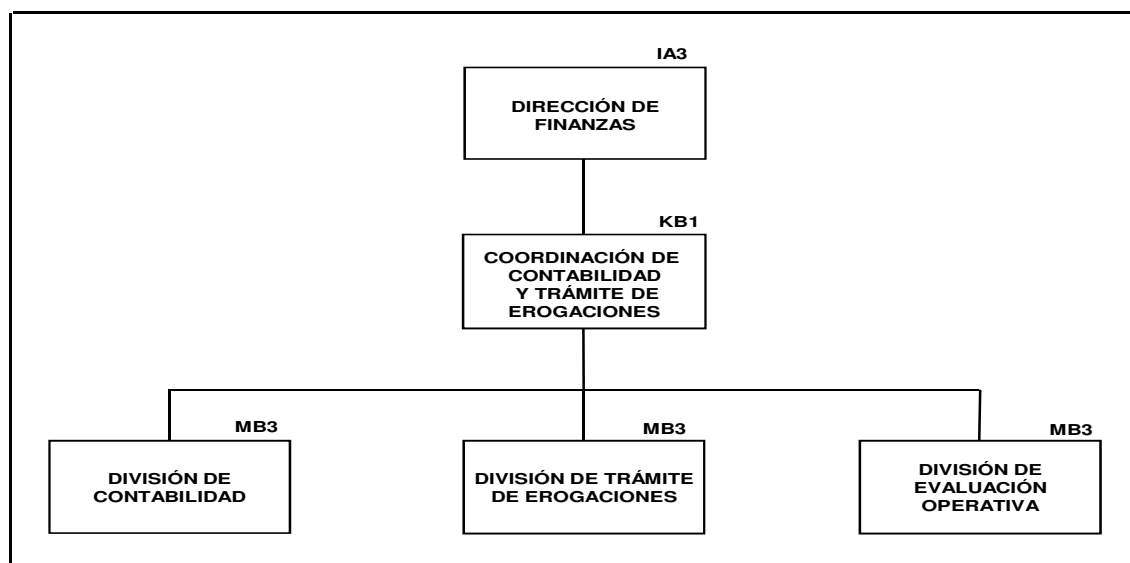 IA3
DIRECCIÓN DE
FINANZAS
KB1
COORDINACIÓN DE
CONTABILIDAD
Y TRÁMITE DE
EROGACIONES
MB3
DIVISIÓN DE
CONTABILIDAD
MB3
DIVISIÓN DE TRÁMITE
DE EROGACIONES
MB3
DIVISIÓN DE
EVALUACIÓN
OPERATIVA